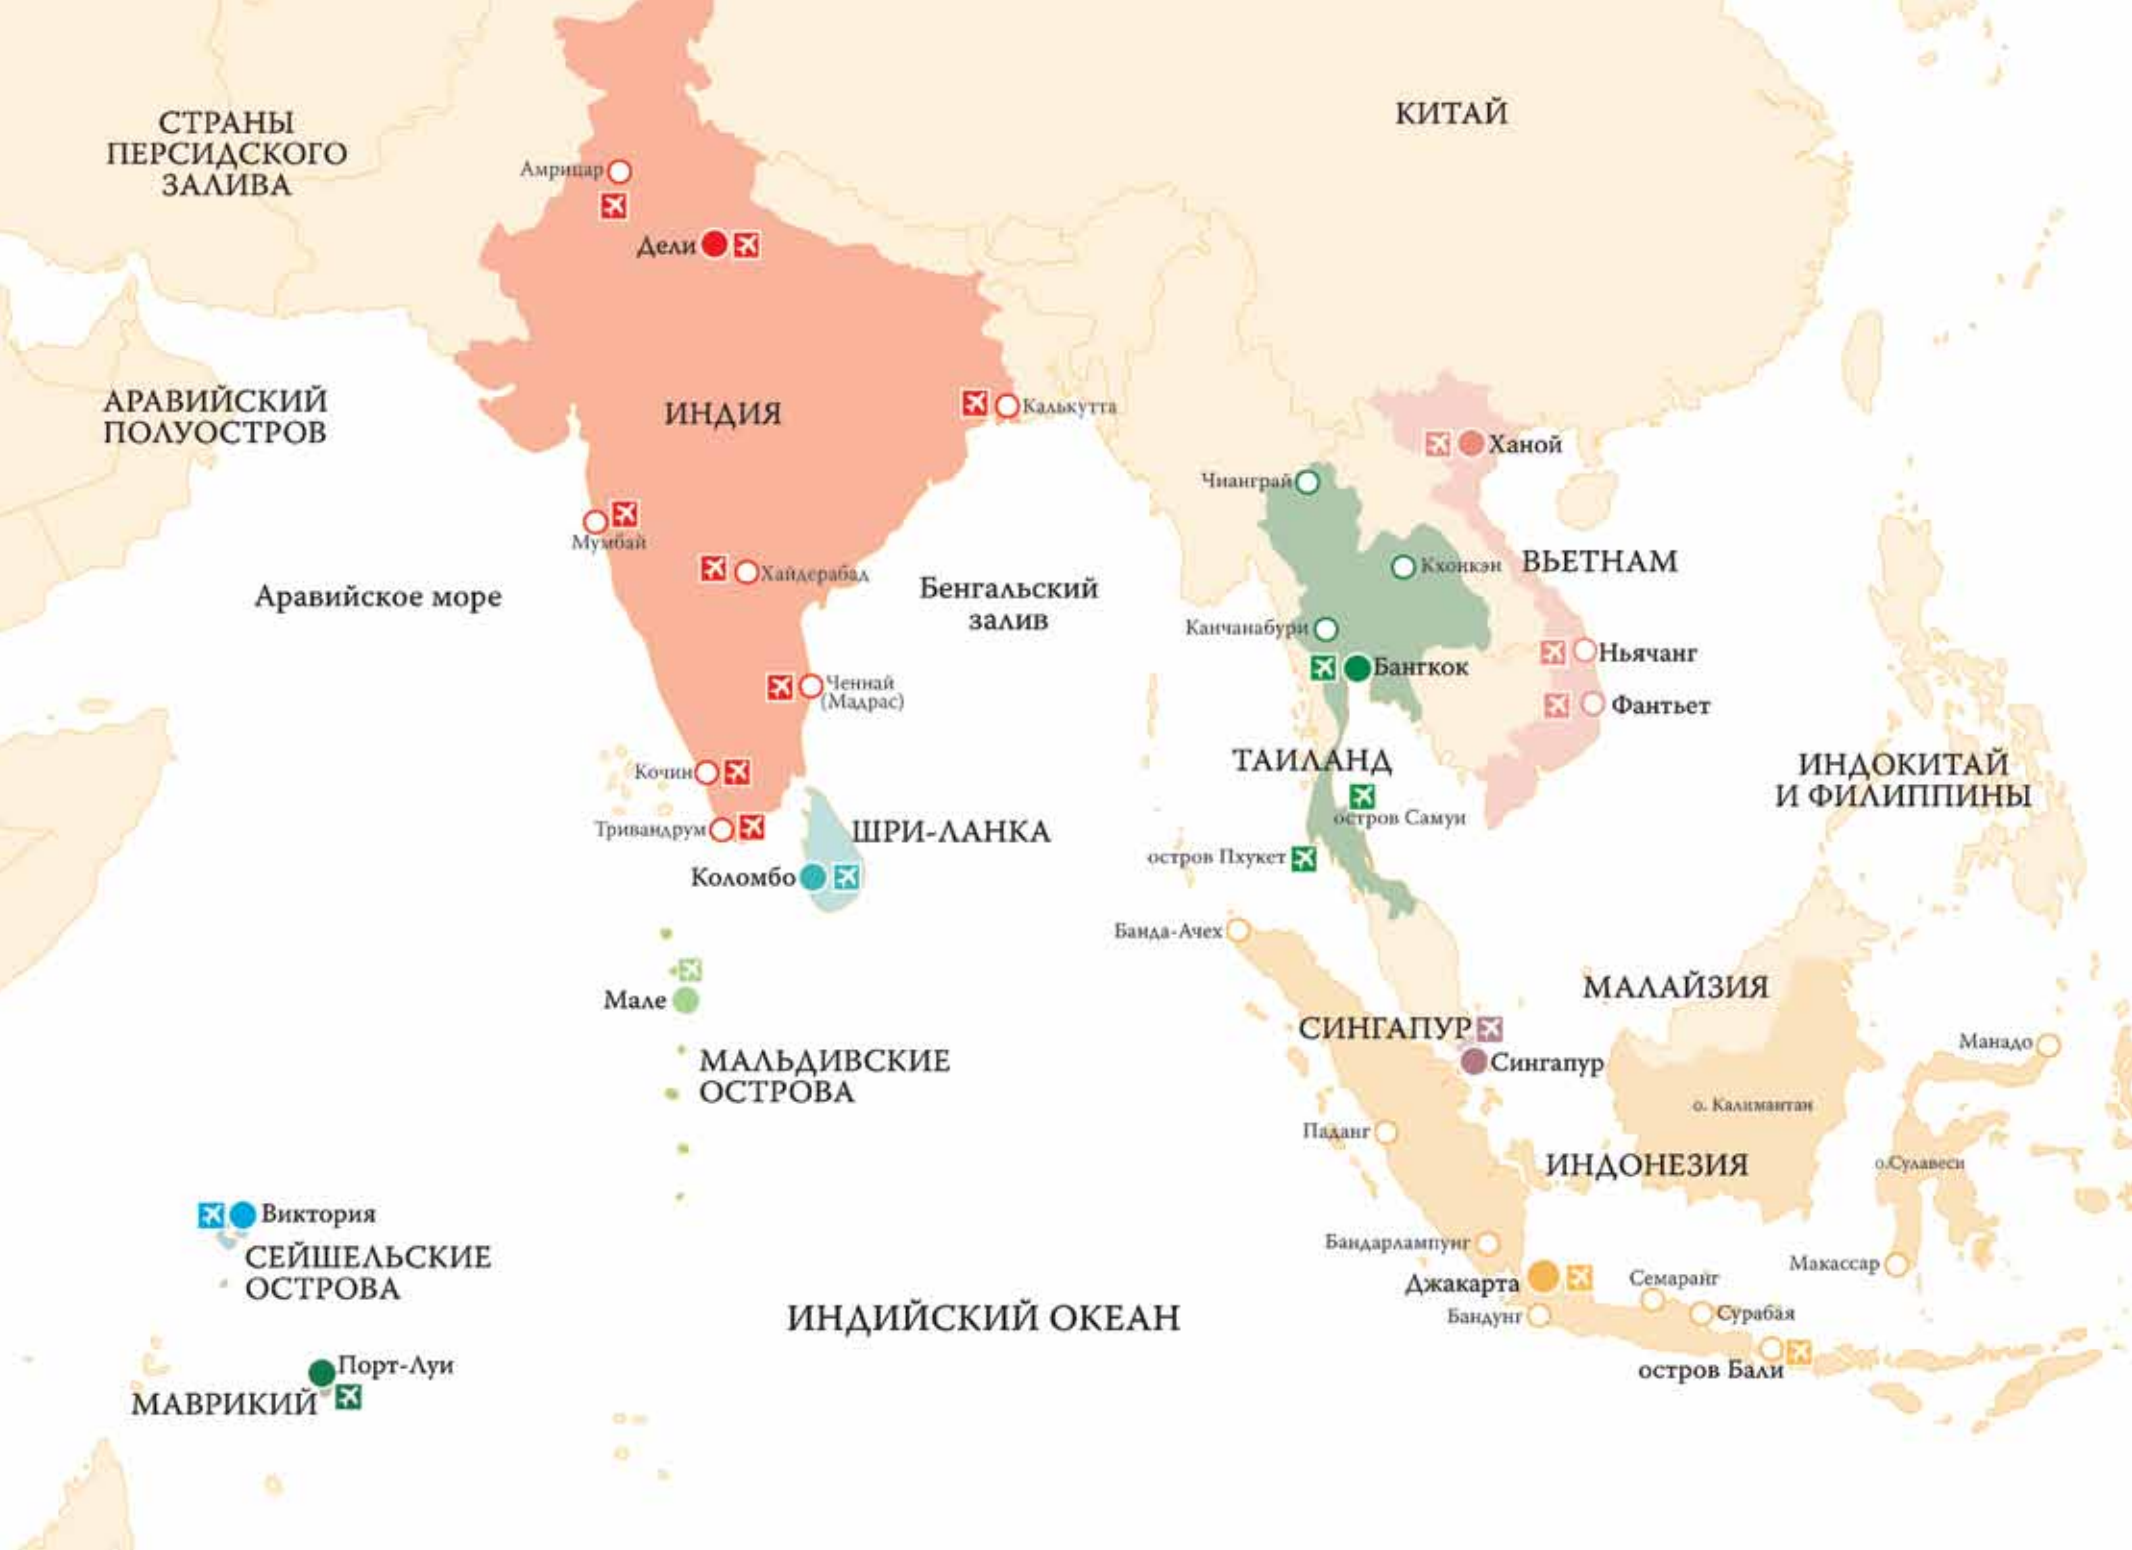 СТРАНЫ
ПЕРСИДСКОГО
ЗАЛИВА
КИТАЙ
Амрицар
Дели
АРАВИЙСКИЙ
ПОЛУОСТРОВ
ИНДИЯ
Калькутта
Ханой
Чианграй
Мумбай
Хайдерабад
Кхонкэн
ВЬЕТНАМ
Аравийское море
Бенгальский
залив
Канчанабури
Бангкок
Ньячанг
Ченнай
(Мадрас)
Фантьет
ТАИЛАНД
ИНДОКИТАЙ
И ФИЛИППИНЫ
Кочин
остров Самуи
Тривандрум
ШРИ-ЛАНКА
остров Пхукет
Коломбо
Банда-Ачех
Мале
МАЛАЙЗИЯ
СИНГАПУР
Сингапур
Манадо
МАЛЬДИВСКИЕ
ОСТРОВА
о. Калимантан
Паданг
ИНДОНЕЗИЯ
о.Сулавеси
Виктория
СЕЙШЕЛЬСКИЕ
ОСТРОВА
Бандарлампунг
Джакарта
Семаранг
Макассар
Бандунг
Сурабая
ИНДИЙСКИЙ ОКЕАН
остров Бали
Порт-Луи
МАВРИКИЙ